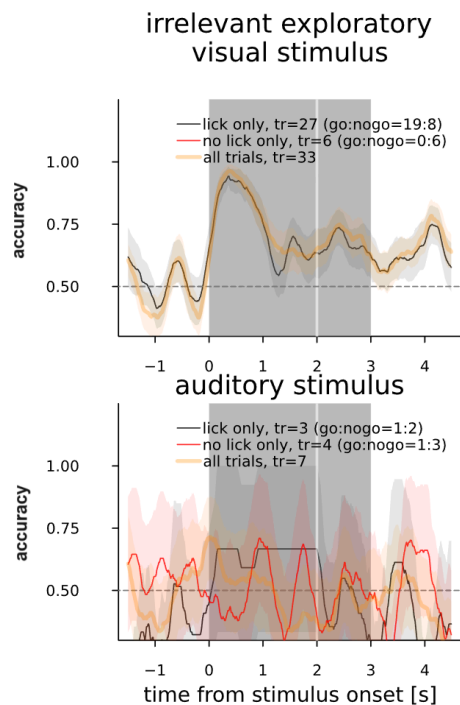 irrelevant exploratory
visual stimulus
lick only, tr=27 (go:nogo=19:8)
no lick only, tr=6 (go:nogo=0:6)
all trials, tr=33
1.00
0.75
0.50
accuracy
−1 0 1 2 3 4
auditory stimulus
lick only, tr=3 (go:nogo=1:2)
no lick only, tr=4 (go:nogo=1:3)
all trials, tr=7
1.00
0.75
0.50
accuracy
−1 0 1 2 3 4
time from stimulus onset [s]